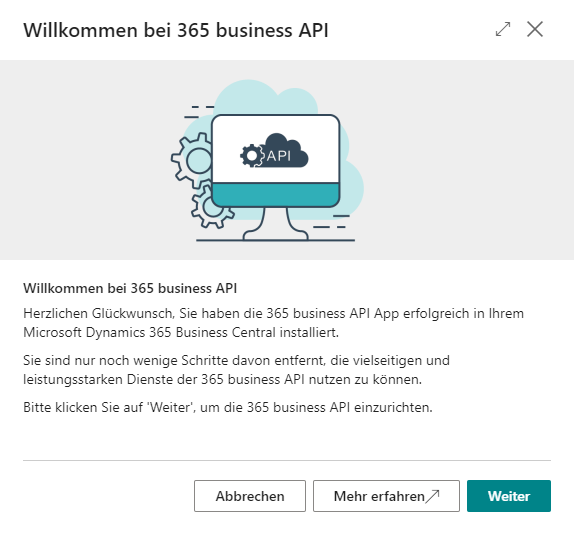 Willkommen bei 365 business API
API
Willkommen bei 365 business API
Herzlichen Glückwunsch, Sie haben die 365 business API App erfolgreich in Ihrem
Microsoft Dynamics 365 Business Central installiert.
Sie sind nur noch wenige Schritte davon entfernt, die vielseitigen und
leistungsstarken Dienste der 365 business API nutzen zu können.
Bitte klicken Sie auf 'Weiter', um die 365 business API einzurichten.
Abbrechen
Mehr erfahren
Weiter